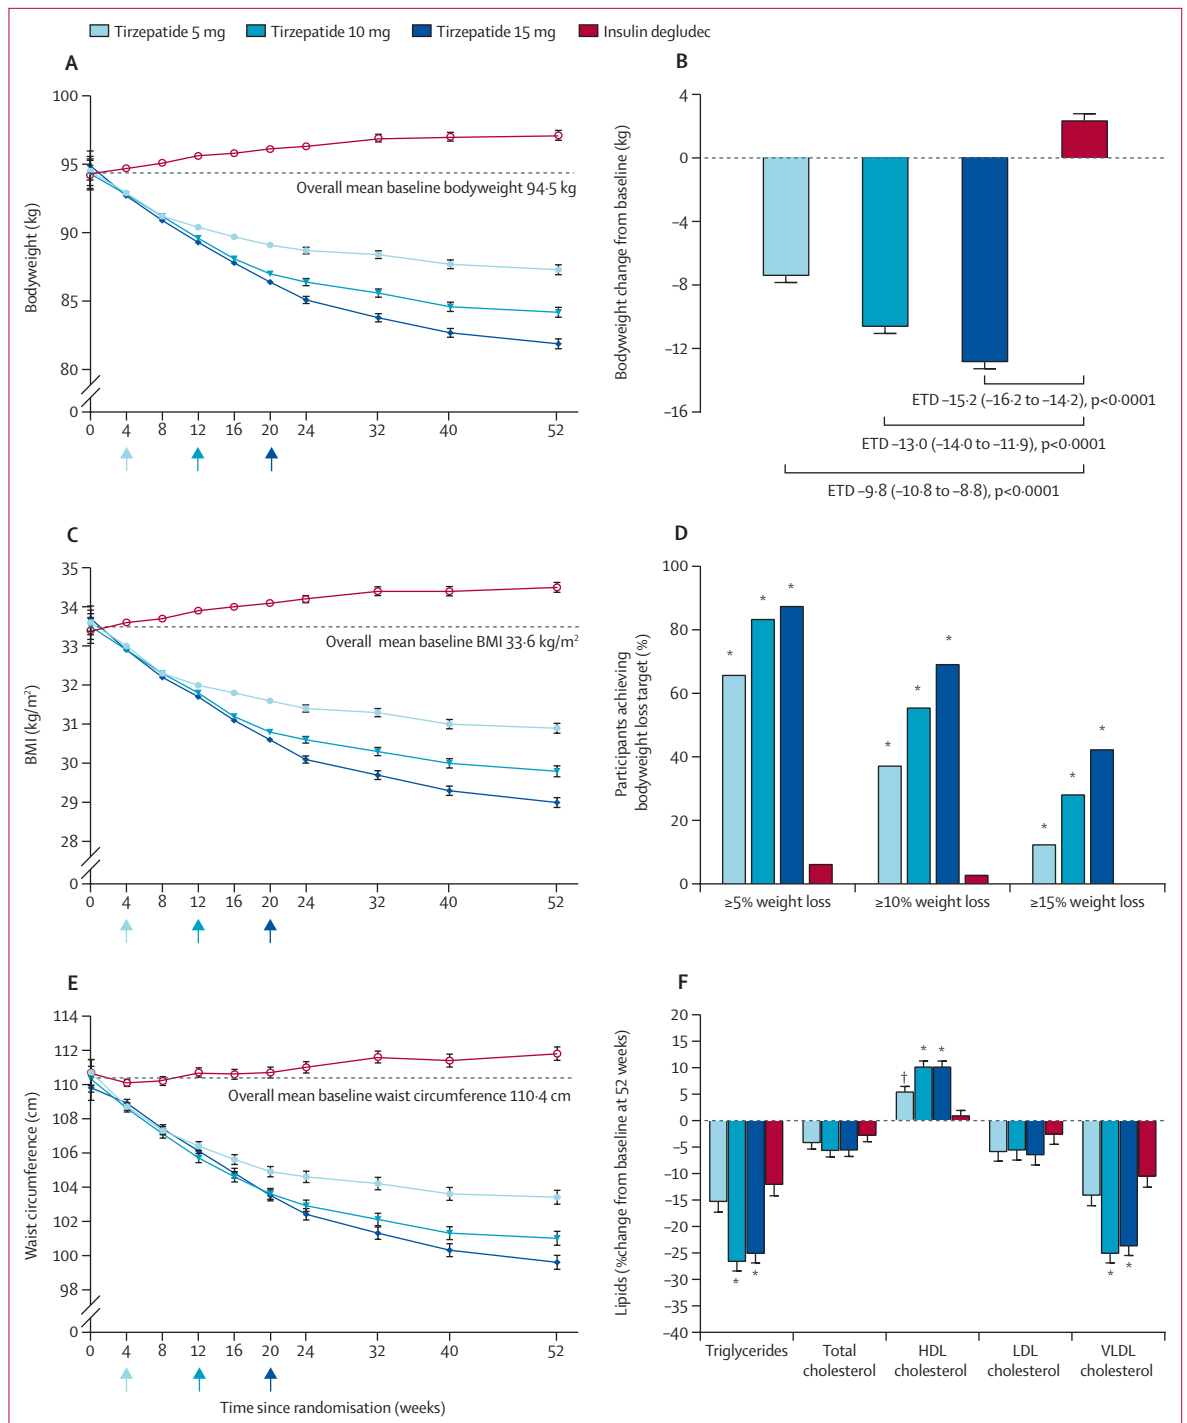 Tirzepatide 5 mg Tirzepatide 10 mg Tirzepatide 15 mg Insulin degludec
A
Bodyweight (kg)
100
95
90
85
80
0
Overall mean baseline bodyweight 94·5 kg
0 4 8 12 16 20 24 32 40 52
B
Bodyweight change from baseline (kg)
4
0
–4
–8
–12
–16
ETD –15·2 (–16·2 to –14·2), p<0·0001
ETD –13·0 (–14·0 to –11·9), p<0·0001
ETD –9·8 (–10·8 to –8·8), p<0·0001
C
BMI (kg/m²)
35
34
33
32
31
30
29
28
0
Overall mean baseline BMI 33·6 kg/m²
0 4 8 12 16 20 24 32 40 52
D
Participants achieving
bodyweight loss target (%)
100
80
60
40
20
0
* * *
* * *
* * *
≥5% weight loss ≥10% weight loss ≥15% weight loss
E
Waist circumference (cm)
114
112
110
108
106
104
102
100
98
0
Overall mean baseline waist circumference 110·4 cm
0 4 8 12 16 20 24 32 40 52
Time since randomisation (weeks)
F
Lipids (%change from baseline at 52 weeks)
20
15
10
5
0
–5
–10
–15
–20
–25
–30
–35
–40
† * *
* *
* *
Triglycerides Total HDL LDL VLDL
cholesterol cholesterol cholesterol cholesterol